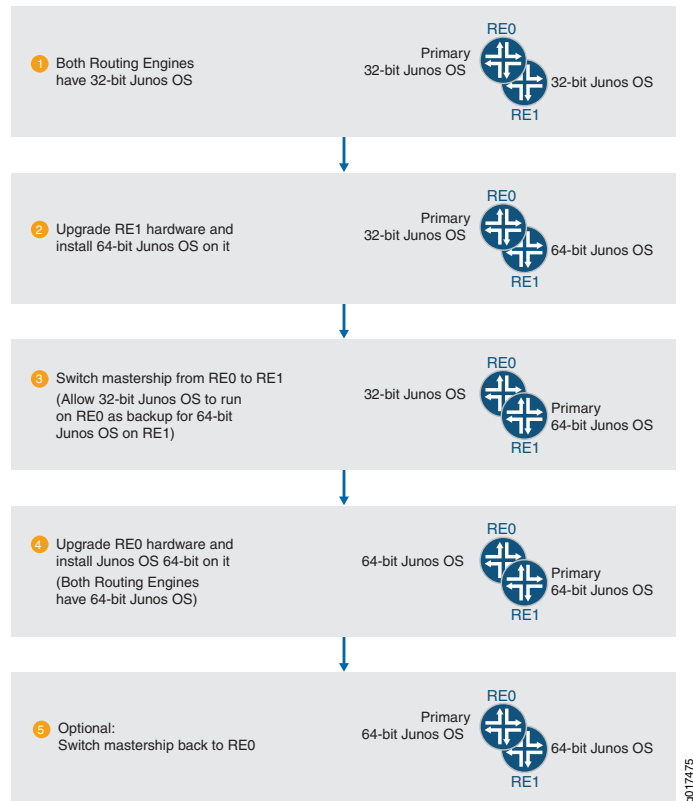 1 Both Routing Engines
have 32-bit Junos OS
RE0
Primary
32-bit Junos OS
32-bit Junos OS
RE1
2 Upgrade RE1 hardware and
install 64-bit Junos OS on it
RE0
Primary
32-bit Junos OS
64-bit Junos OS
RE1
3 Switch mastership from RE0 to RE1
(Allow 32-bit Junos OS to run
on RE0 as backup for 64-bit
Junos OS on RE1)
RE0
32-bit Junos OS
Primary
64-bit Junos OS
RE1
4 Upgrade RE0 hardware and
install Junos OS 64-bit on it
(Both Routing Engines
have 64-bit Junos OS)
RE0
64-bit Junos OS
Primary
64-bit Junos OS
RE1
5 Optional:
Switch mastership back to RE0
RE0
Primary
64-bit Junos OS
64-bit Junos OS
RE1
g017475